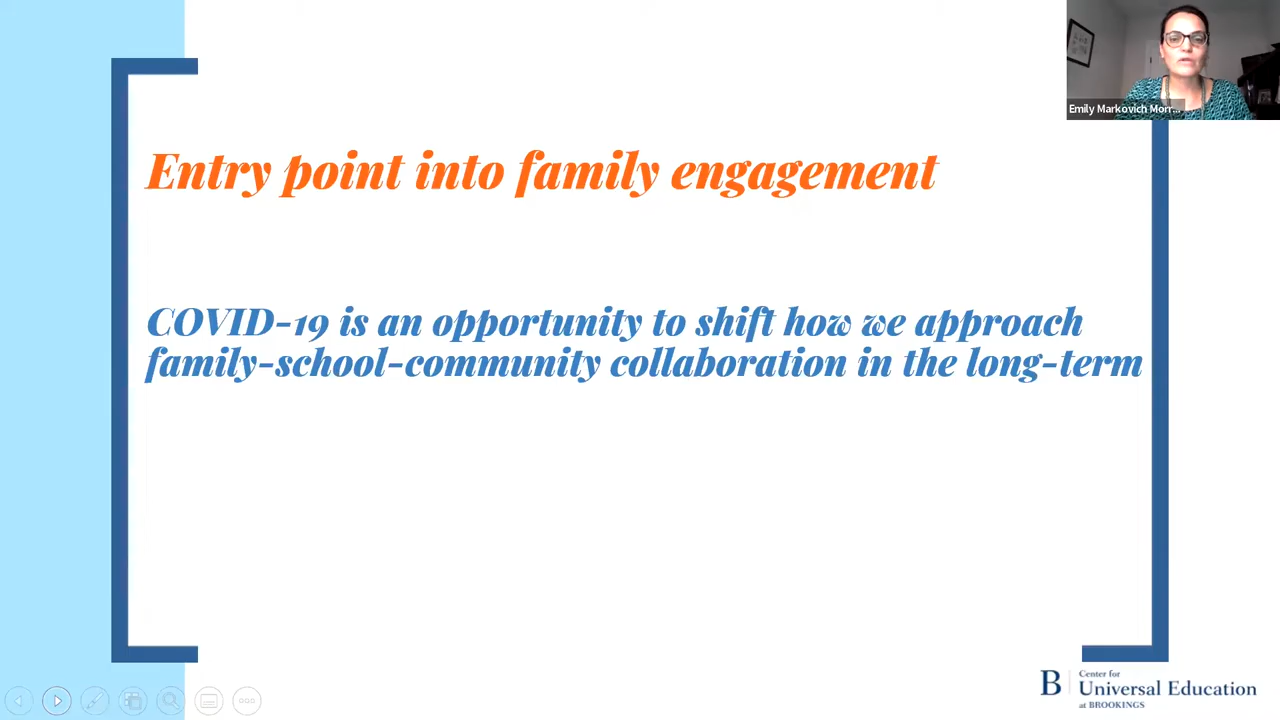 Emily Markovich Morr...
Entry point into family engagement
COVID-19 is an opportunity to shift how we approach
family-school-community collaboration in the long-term
B
Center for
Universal Education
at BROOKINGS